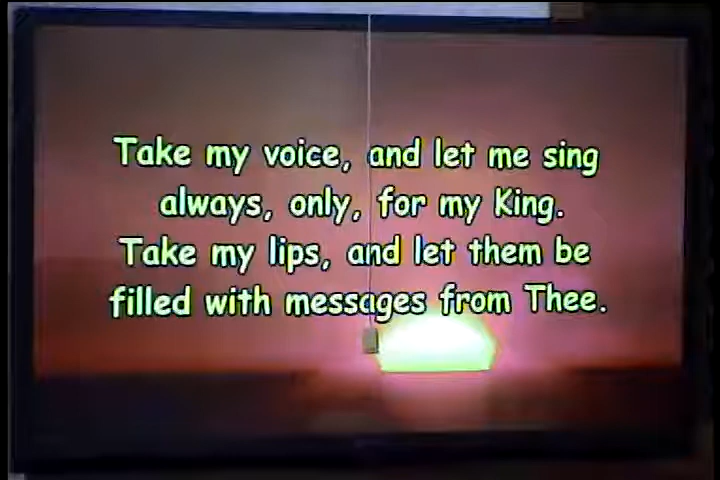 Take my voice, and let me sing
always, only, for my King.
Take my lips, and let them be
filled with messages from Thee.